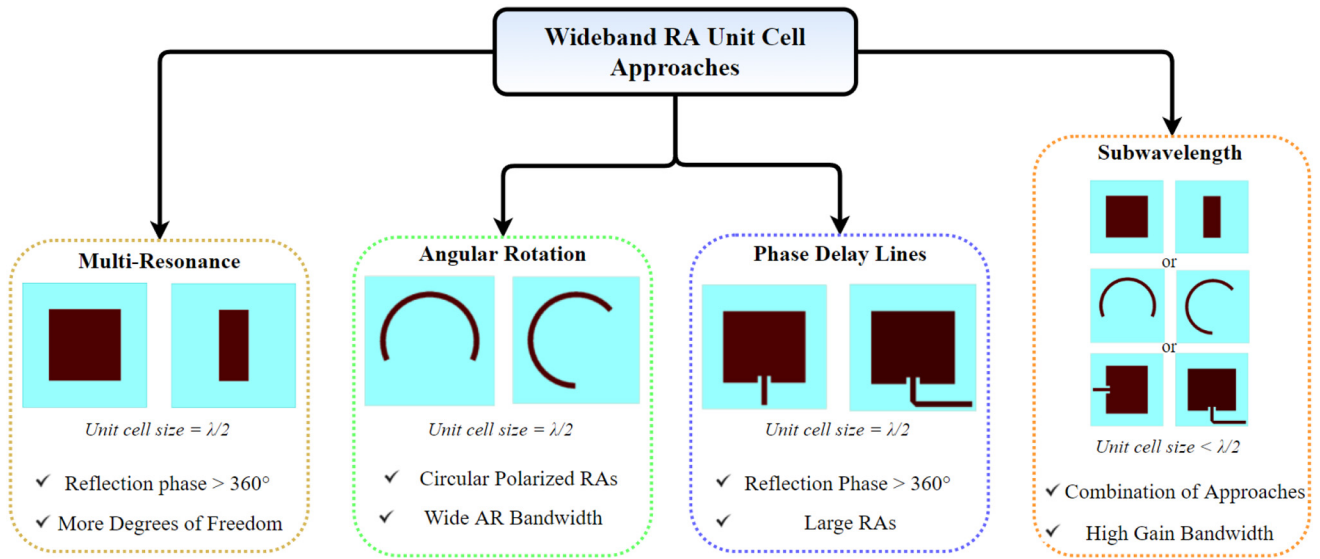 Wideband RA Unit Cell
Approaches
Multi-Resonance
Unit cell size = λ/2
✓ Reflection phase > 360°
✓ More Degrees of Freedom
Angular Rotation
Unit cell size = λ/2
✓ Circular Polarized RAs
✓ Wide AR Bandwidth
Phase Delay Lines
Unit cell size = λ/2
✓ Reflection Phase > 360°
✓ Large RAs
Subwavelength
or
or
Unit cell size < λ/2
✓ Combination of Approaches
✓ High Gain Bandwidth